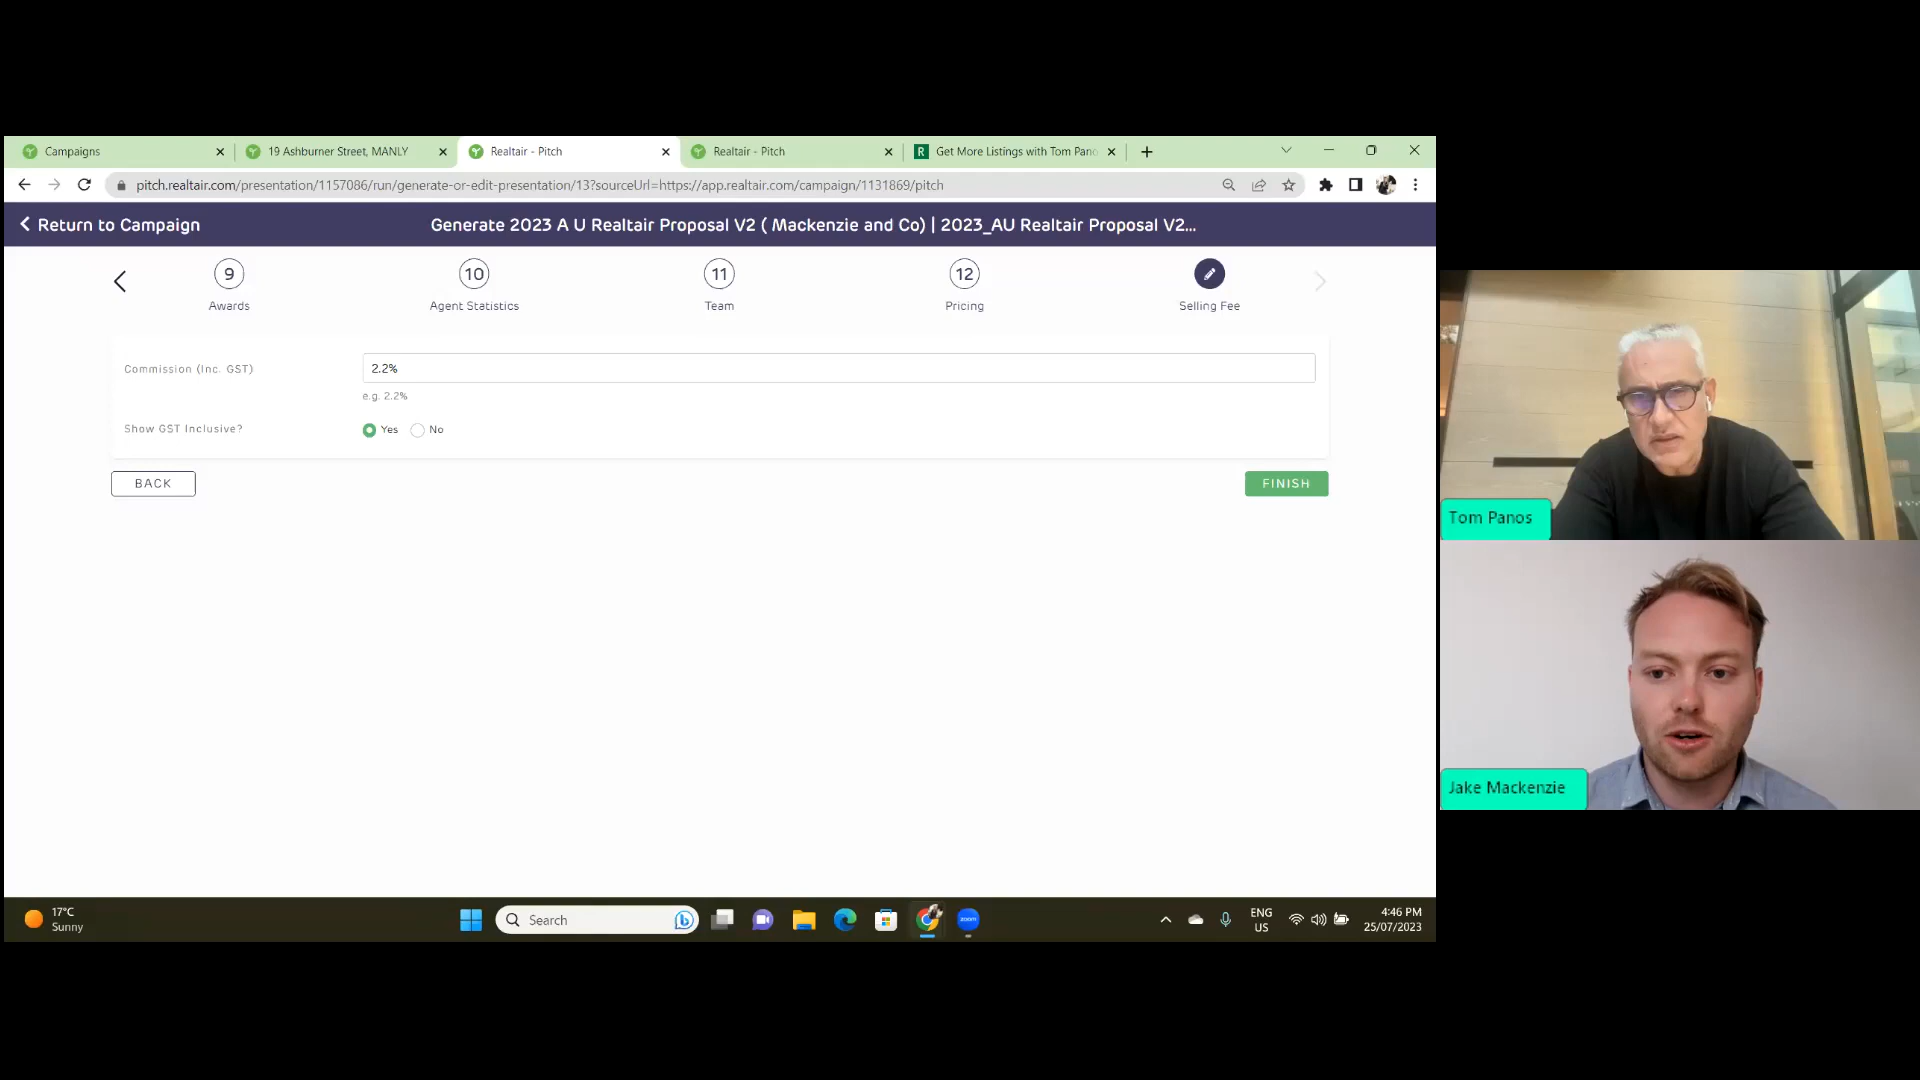 Campaigns
19 Ashburner Street, MANLY
Realtair - Pitch
Realtair - Pitch
R
Get More Listings with Tom Pano
pitch.realtair.com/presentation/1157086/run/generate-or-edit-presentation/13?sourceUrl=https://app.realtair.com/campaign/1131869/pitch
Return to Campaign
Generate 2023 A U Realtair Proposal V2 ( Mackenzie and Co) | 2023_AU Realtair Proposal V2...
9
10
11
12
Awards
Agent Statistics
Team
Pricing
Selling Fee
Commission (Inc. GST)
2.2%
e.g. 2.2%
Show GST Inclusive?
Yes
No
BACK
FINISH
Tom Panos
Jake Mackenzie
17°C
Sunny
Search
zoom
ENG
US
4:46 PM
25/07/2023